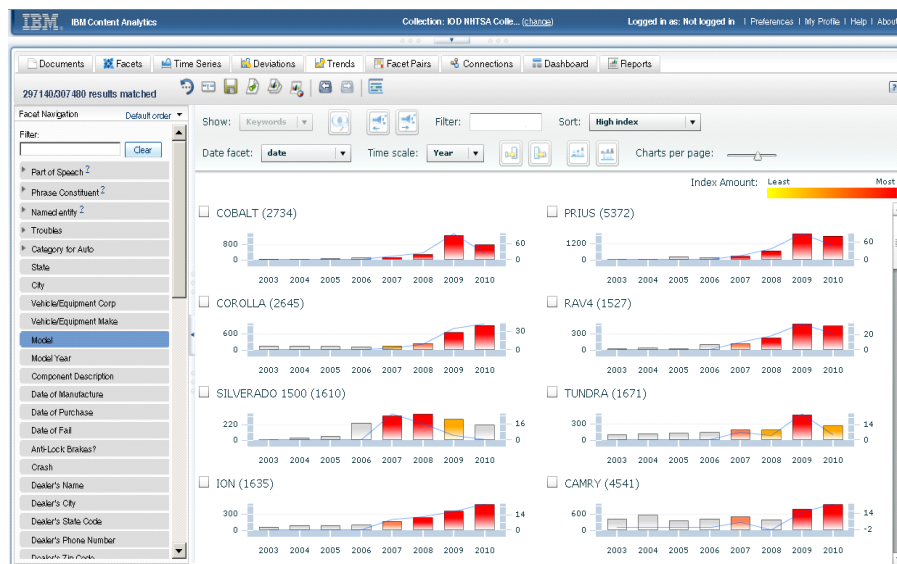 IBM. IBM Content Analytics Collection: IOD NHTSA Colle... (change) Logged in as: Not logged in | Preferences | My Profile | Help | About
Documents Facets Time Series Deviations Trends Facet Pairs Connections Dashboard Reports
297140/307480 results matched
Facet Navigation Default order
Filter:
Clear
Part of Speech ?
Phrase Constituent ?
Named entity ?
Troubles
Category for Auto
State
City
Vehicle/Equipment Corp
Vehicle/Equipment Make
Model
Model Year
Component Description
Date of Manufacture
Date of Purchase
Date of Fail
Anti-Lock Brakes?
Crash
Dealer's Name
Dealer's City
Dealer's State Code
Dealer's Phone Number
Dealer's Zip Code
Show: Keywords Filter: Sort: High index
Date facet: date Time scale: Year Charts per page:
Index Amount: Least Most
COBALT (2734)
800 60
0 0
2003 2004 2005 2006 2007 2008 2009 2010
PRIUS (5372)
1200 60
0 0
2003 2004 2005 2006 2007 2008 2009 2010
COROLLA (2645)
600 30
0 0
2003 2004 2005 2006 2007 2008 2009 2010
RAV4 (1527)
300 20
0 0
2003 2004 2005 2006 2007 2008 2009 2010
SILVERADO 1500 (1610)
220 16
0 0
2003 2004 2005 2006 2007 2008 2009 2010
TUNDRA (1671)
300 14
0 0
2003 2004 2005 2006 2007 2008 2009 2010
ION (1635)
300 14
0 0
2003 2004 2005 2006 2007 2008 2009 2010
CAMRY (4541)
600 14
0 -2
2003 2004 2005 2006 2007 2008 2009 2010